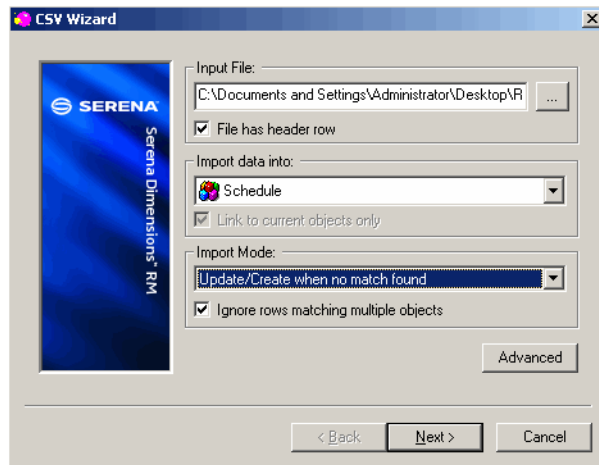 CSV Wizard
SERENA
Serena Dimensions® RM
Input File:
C:\Documents and Settings\Administrator\Desktop\R
...
File has header row
Import data into:
Schedule
Link to current objects only
Import Mode:
Update/Create when no match found
Ignore rows matching multiple objects
Advanced
< Back
Next >
Cancel